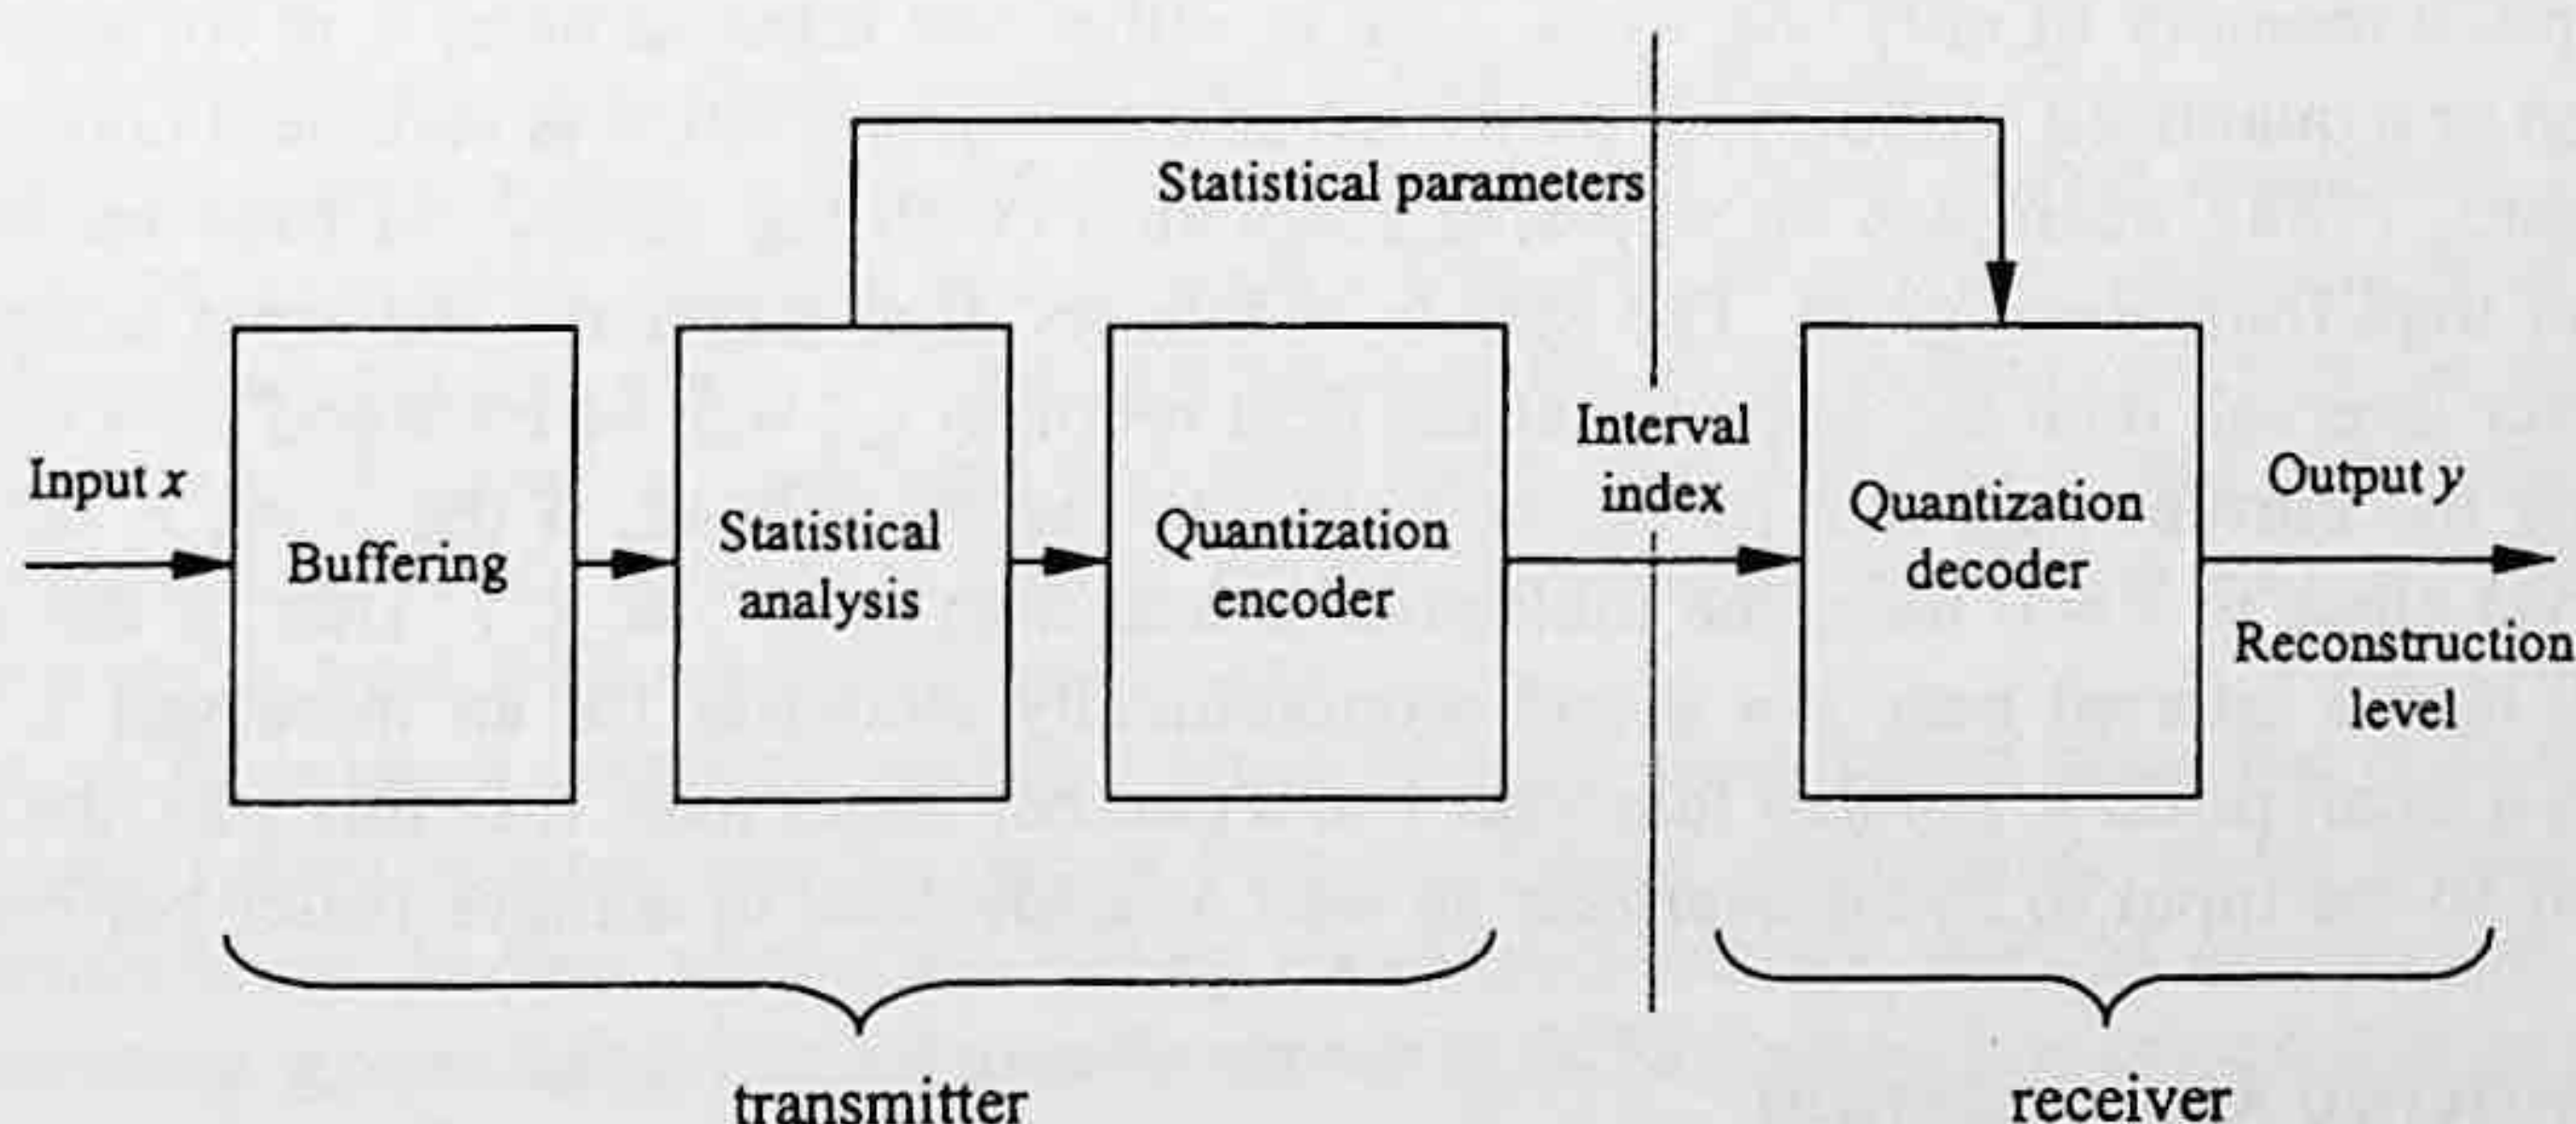 Statistical parameters
Input x
Buffering
Statistical
analysis
Quantization
encoder
Interval
index
Quantization
decoder
Output y
Reconstruction
level
transmitter
receiver